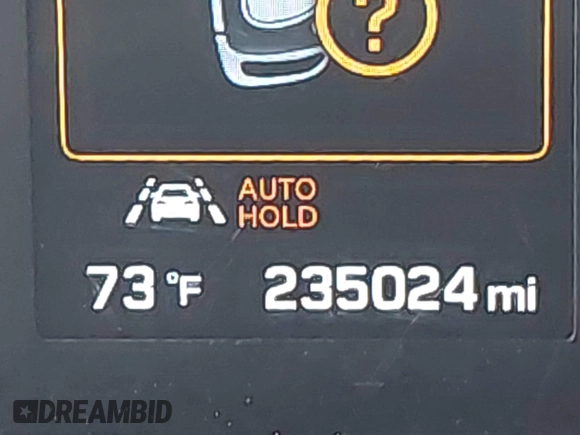 ?
AUTO
HOLD
73 °F 235024 mi
DREAMBID